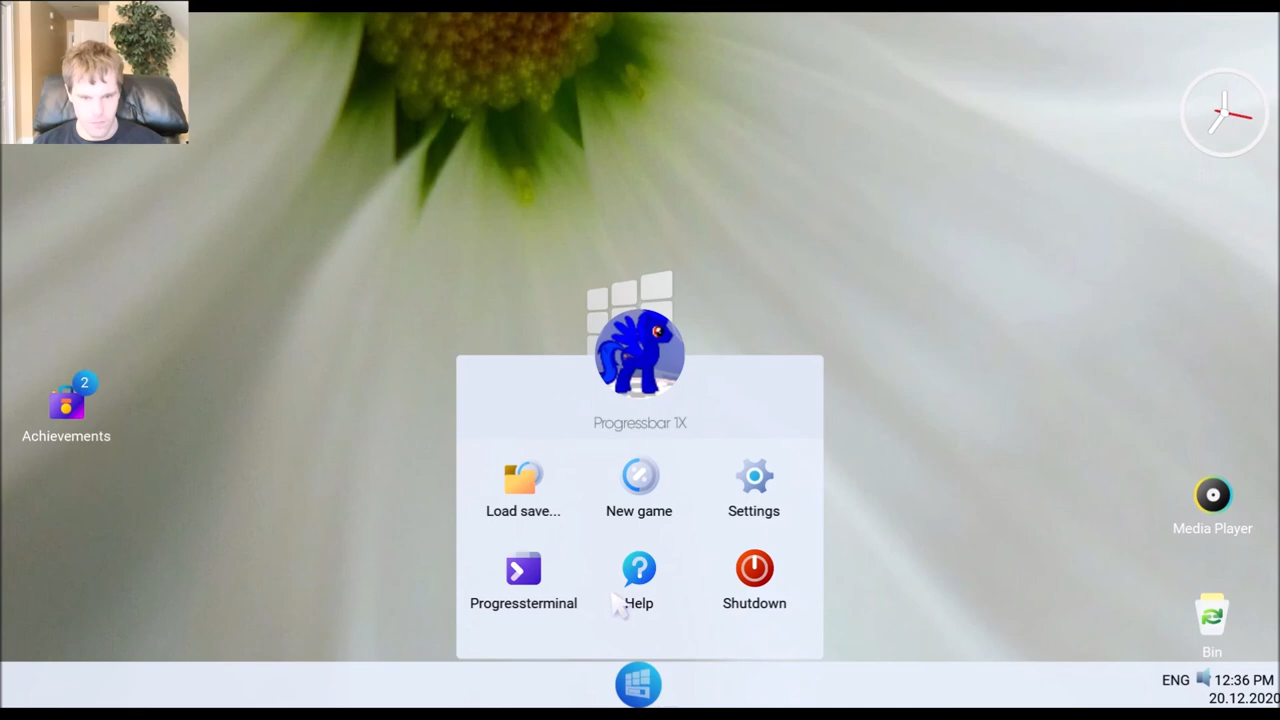 2
Achievements
Progressbar 1X
Load save...
New game
Settings
Progressterminal
Help
Shutdown
Media Player
Bin
ENG 12:36 PM
20.12.2020